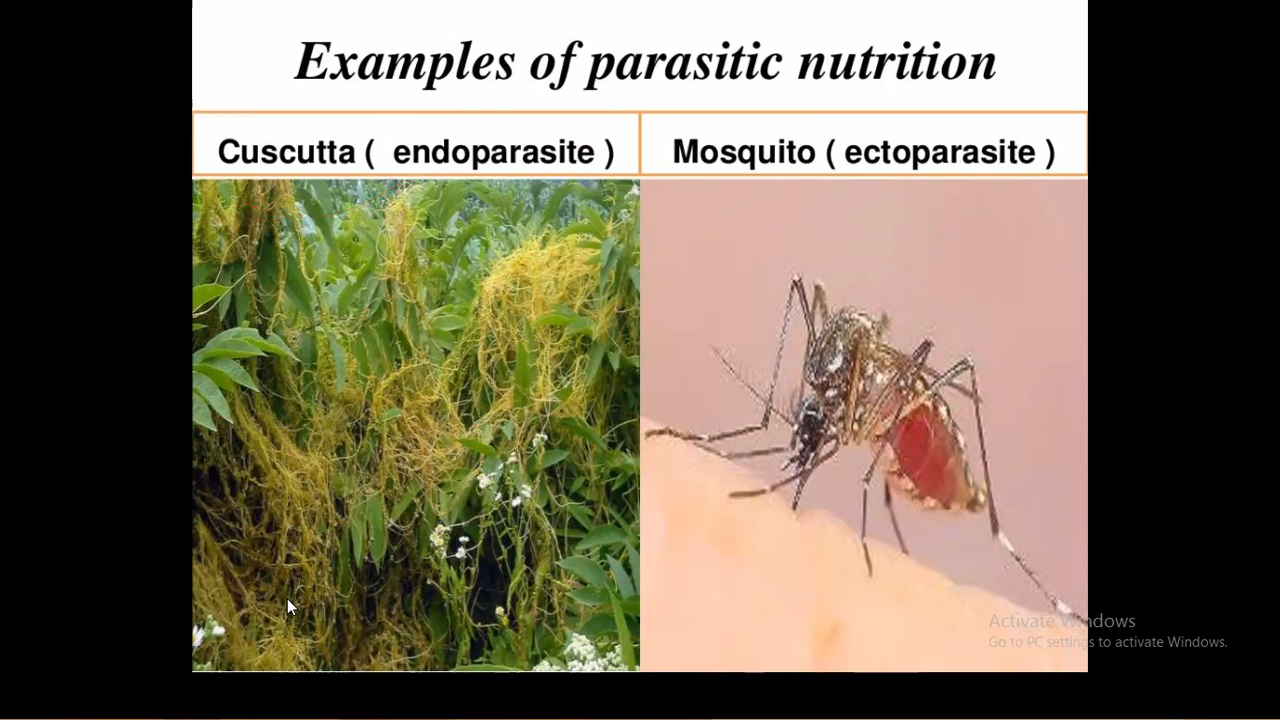 Examples of parasitic nutrition
Cuscutta ( endoparasite )
Mosquito ( ectoparasite )
Activate Windows
Go to PC settings to activate Windows.